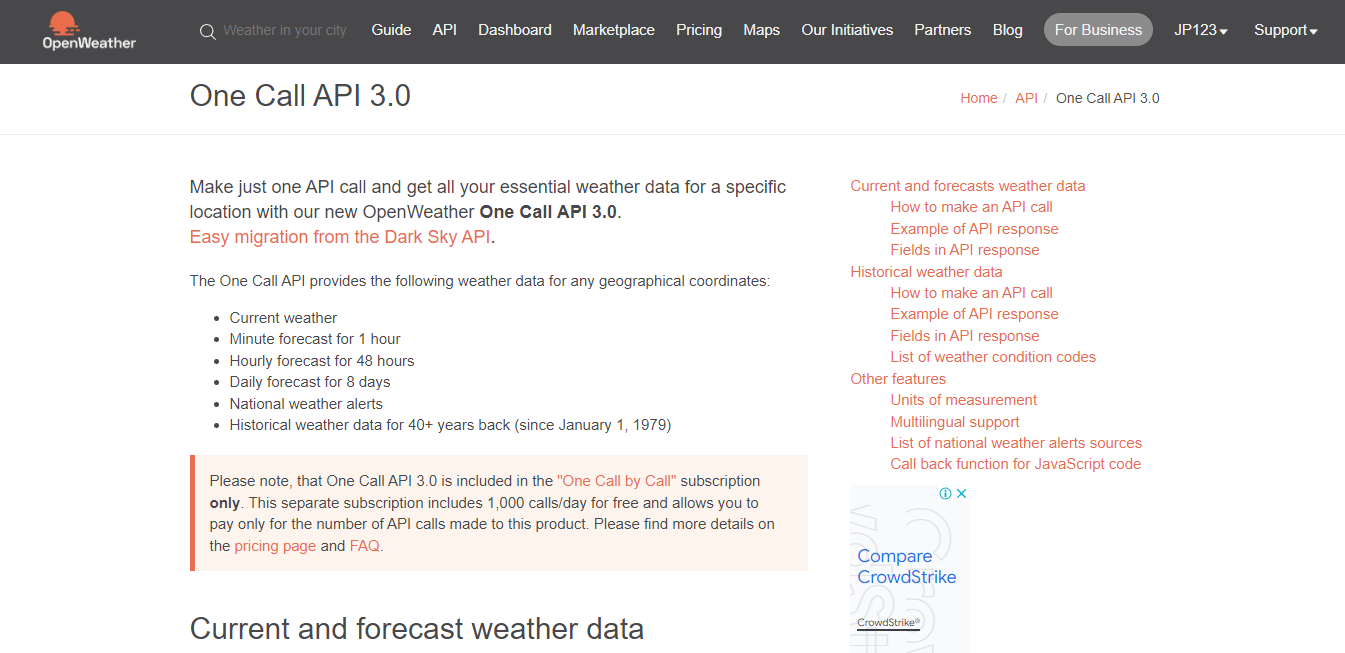 OpenWeather
Weather in your city
Guide
API
Dashboard
Marketplace
Pricing
Maps
Our Initiatives
Partners
Blog
For Business
JP123
Support
One Call API 3.0
Home / API / One Call API 3.0
Make just one API call and get all your essential weather data for a specific
location with our new OpenWeather One Call API 3.0.
Easy migration from the Dark Sky API.
The One Call API provides the following weather data for any geographical coordinates:
• Current weather
• Minute forecast for 1 hour
• Hourly forecast for 48 hours
• Daily forecast for 8 days
• National weather alerts
• Historical weather data for 40+ years back (since January 1, 1979)
Please note, that One Call API 3.0 is included in the "One Call by Call" subscription
only. This separate subscription includes 1,000 calls/day for free and allows you to
pay only for the number of API calls made to this product. Please find more details on
the pricing page and FAQ.
Current and forecast weather data
Current and forecasts weather data
How to make an API call
Example of API response
Fields in API response
Historical weather data
How to make an API call
Example of API response
Fields in API response
List of weather condition codes
Other features
Units of measurement
Multilingual support
List of national weather alerts sources
Call back function for JavaScript code
Compare
CrowdStrike
CrowdStrike®